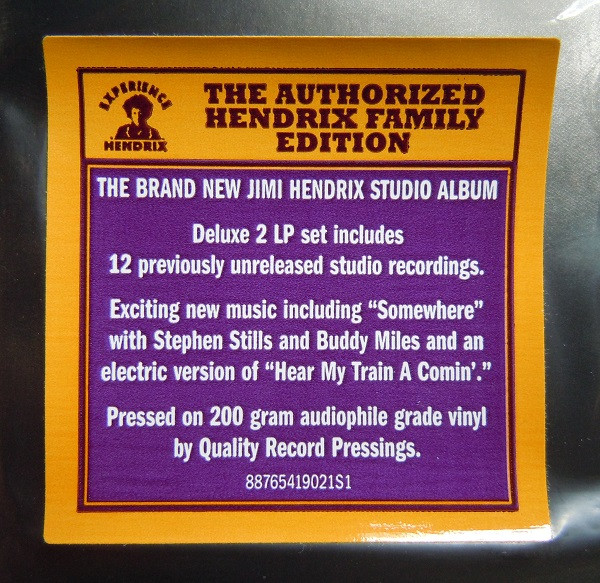 EXPERIENCE
HENDRIX
THE AUTHORIZED
HENDRIX FAMILY
EDITION
THE BRAND NEW JIMI HENDRIX STUDIO ALBUM
Deluxe 2 LP set includes
12 previously unreleased studio recordings.
Exciting new music including “Somewhere”
with Stephen Stills and Buddy Miles and an
electric version of “Hear My Train A Comin’.”
Pressed on 200 gram audiophile grade vinyl
by Quality Record Pressings.
88765419021S1